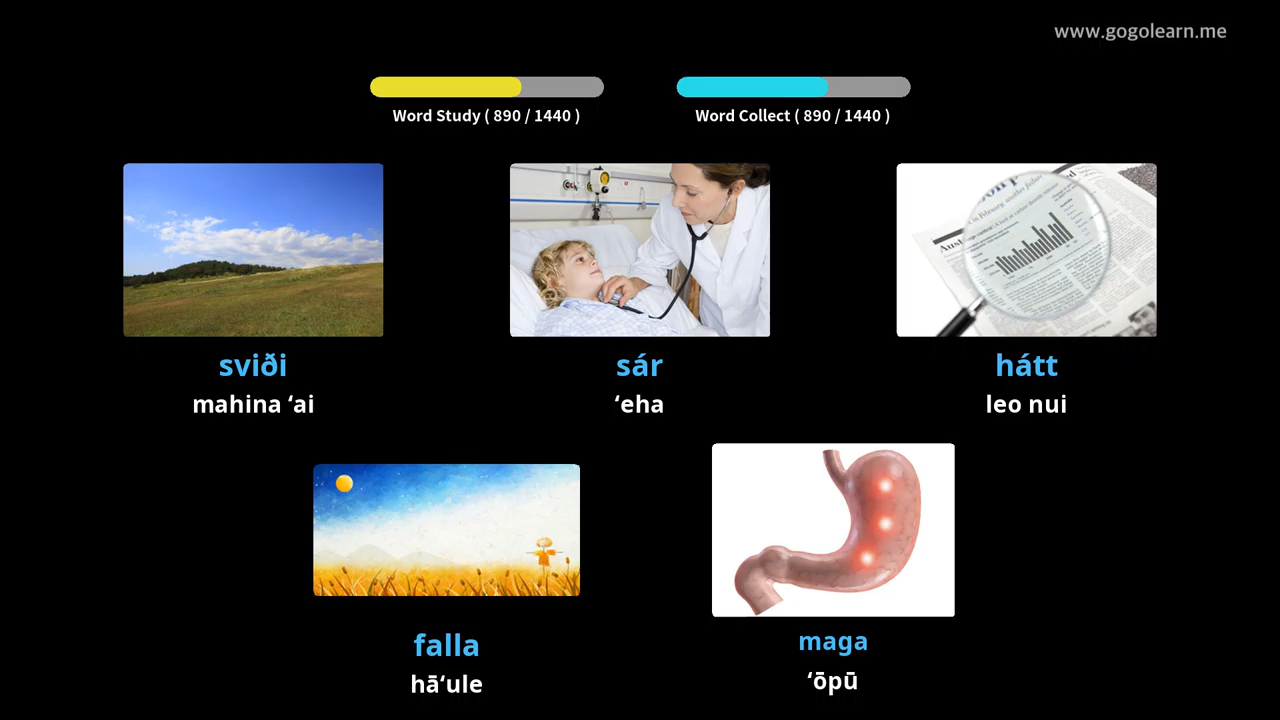 www.gogolearn.me
Word Study ( 890 / 1440 )
Word Collect ( 890 / 1440 )
sviði
mahina ʻai
sár
ʻeha
hátt
leo nui
falla
hāʻule
maga
ʻōpū